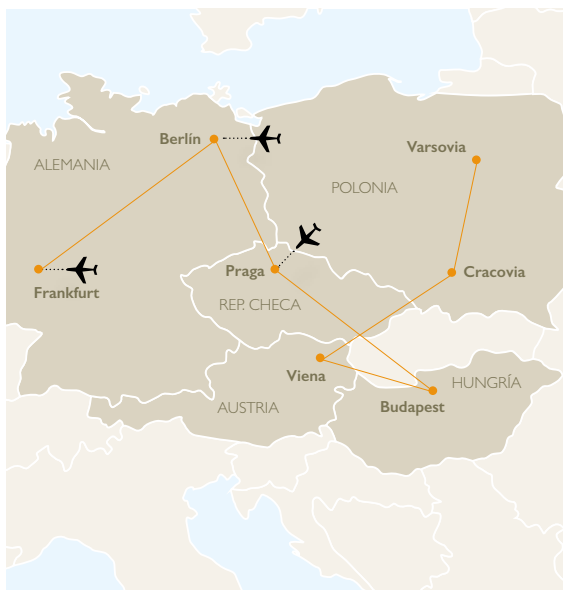 Berlín
Varsovia
ALEMANIA
POLONIA
Praga
Cracovia
Frankfurt
REP. CHECA
Viena
HUNGRÍA
AUSTRIA
Budapest